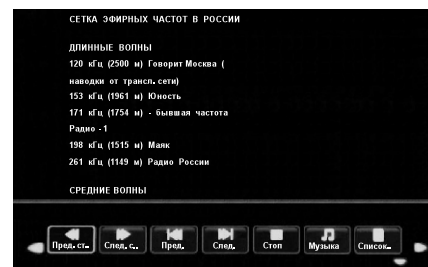 СЕТКА ЭФИРНЫХ ЧАСТОТ В РОССИИ
ДЛИННЫЕ ВОЛНЫ
120 кГц (2500 м) Говорит Москва (
наводки от трансл. сети)
153 кГц (1961 м) Юность
171 кГц (1754 м) - бывшая частота
Радио - 1
198 кГц (1515 м) Маяк
261 кГц (1149 м) Радио России
СРЕДНИЕ ВОЛНЫ
Пред. ст... След. с... Пред. След. Стоп Музыка Список...